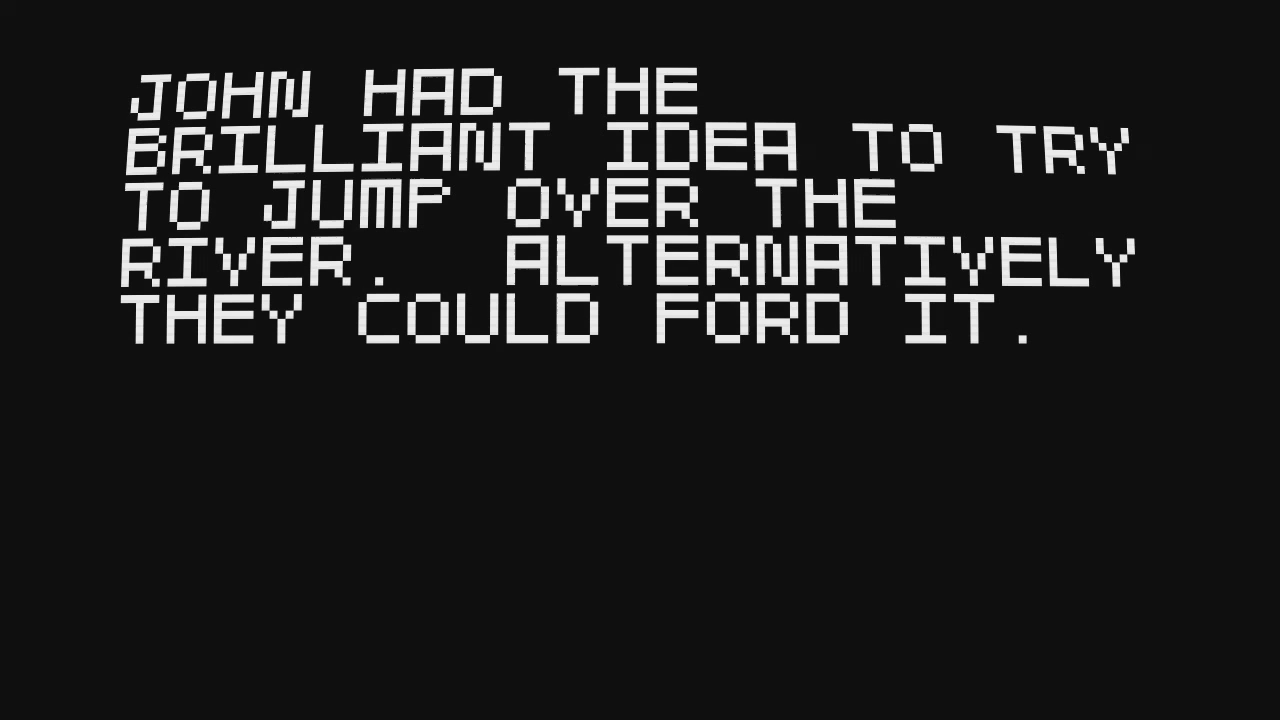 JOHN HAD THE
BRILLIANT IDEA TO TRY
TO JUMP OVER THE
RIVER.  ALTERNATIVELY
THEY COULD FORD IT.